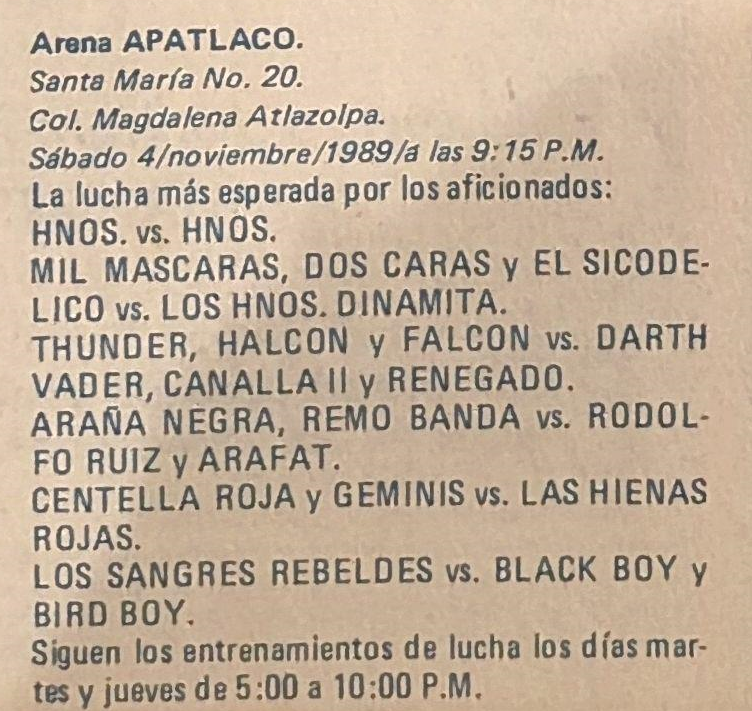 Arena APATLACO.
Santa María No. 20.
Col. Magdalena Atlazolpa.
Sábado 4/noviembre/1989/a las 9:15 P.M.
La lucha más esperada por los aficionados:
HNOS. vs. HNOS.
MIL MASCARAS, DOS CARAS y EL SICODE-
LICO vs. LOS HNOS. DINAMITA.
THUNDER, HALCON y FALCON vs. DARTH
VADER, CANALLA II y RENEGADO.
ARAÑA NEGRA, REMO BANDA vs. RODOL-
FO RUIZ y ARAFAT.
CENTELLA ROJA y GEMINIS vs. LAS HIENAS
ROJAS.
LOS SANGRES REBELDES vs. BLACK BOY y
BIRD BOY.
Siguen los entrenamientos de lucha los días mar-
tes y jueves de 5:00 a 10:00 P.M.